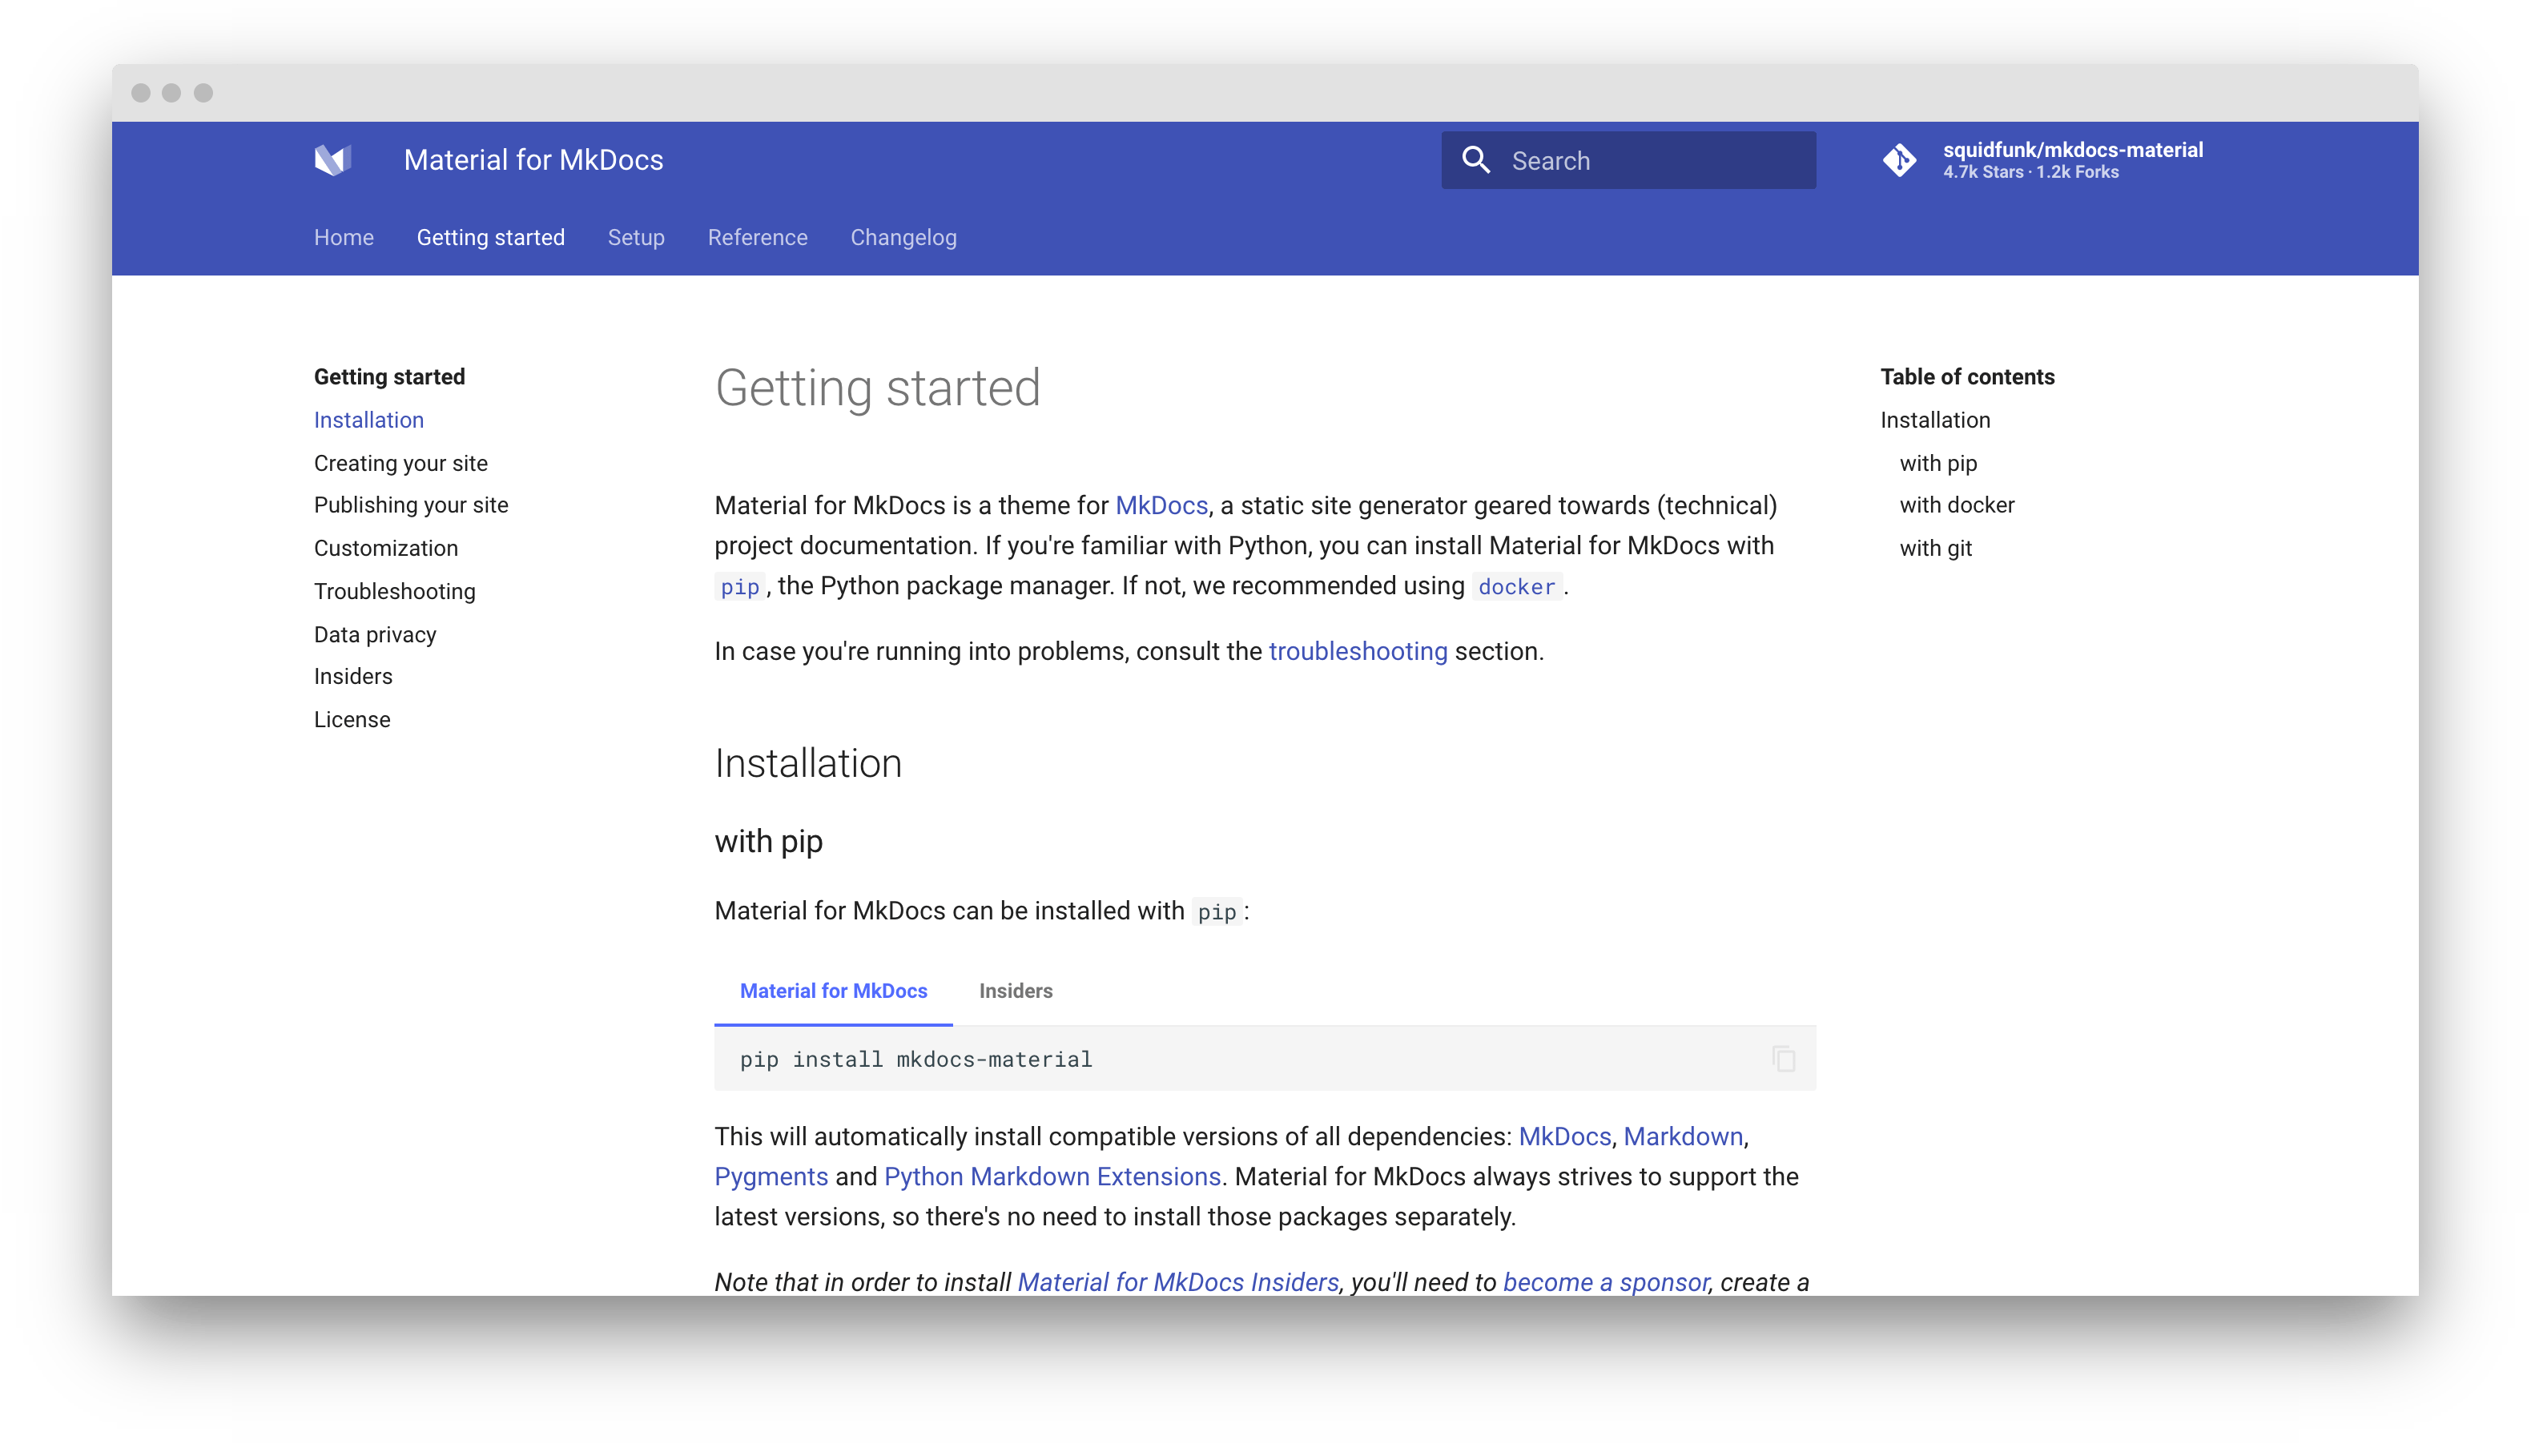 Material for MkDocs
Search
squidfunk/mkdocs-material
4.7k Stars · 1.2k Forks
Home
Getting started
Setup
Reference
Changelog
Getting started
Installation
Creating your site
Publishing your site
Customization
Troubleshooting
Data privacy
Insiders
License
Getting started
Material for MkDocs is a theme for MkDocs, a static site generator geared towards (technical)
project documentation. If you're familiar with Python, you can install Material for MkDocs with
pip, the Python package manager. If not, we recommended using docker.
In case you're running into problems, consult the troubleshooting section.
Installation
with pip
Material for MkDocs can be installed with pip:
Material for MkDocs
Insiders
pip install mkdocs-material
This will automatically install compatible versions of all dependencies: MkDocs, Markdown,
Pygments and Python Markdown Extensions. Material for MkDocs always strives to support the
latest versions, so there's no need to install those packages separately.
Note that in order to install Material for MkDocs Insiders, you'll need to become a sponsor, create a
Table of contents
Installation
with pip
with docker
with git